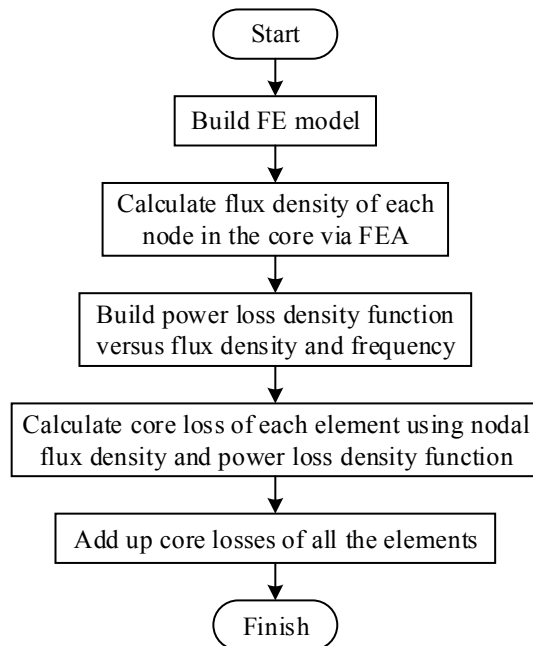 Start
Build FE model
Calculate flux density of each
node in the core via FEA
Build power loss density function
versus flux density and frequency
Calculate core loss of each element using nodal
flux density and power loss density function
Add up core losses of all the elements
Finish